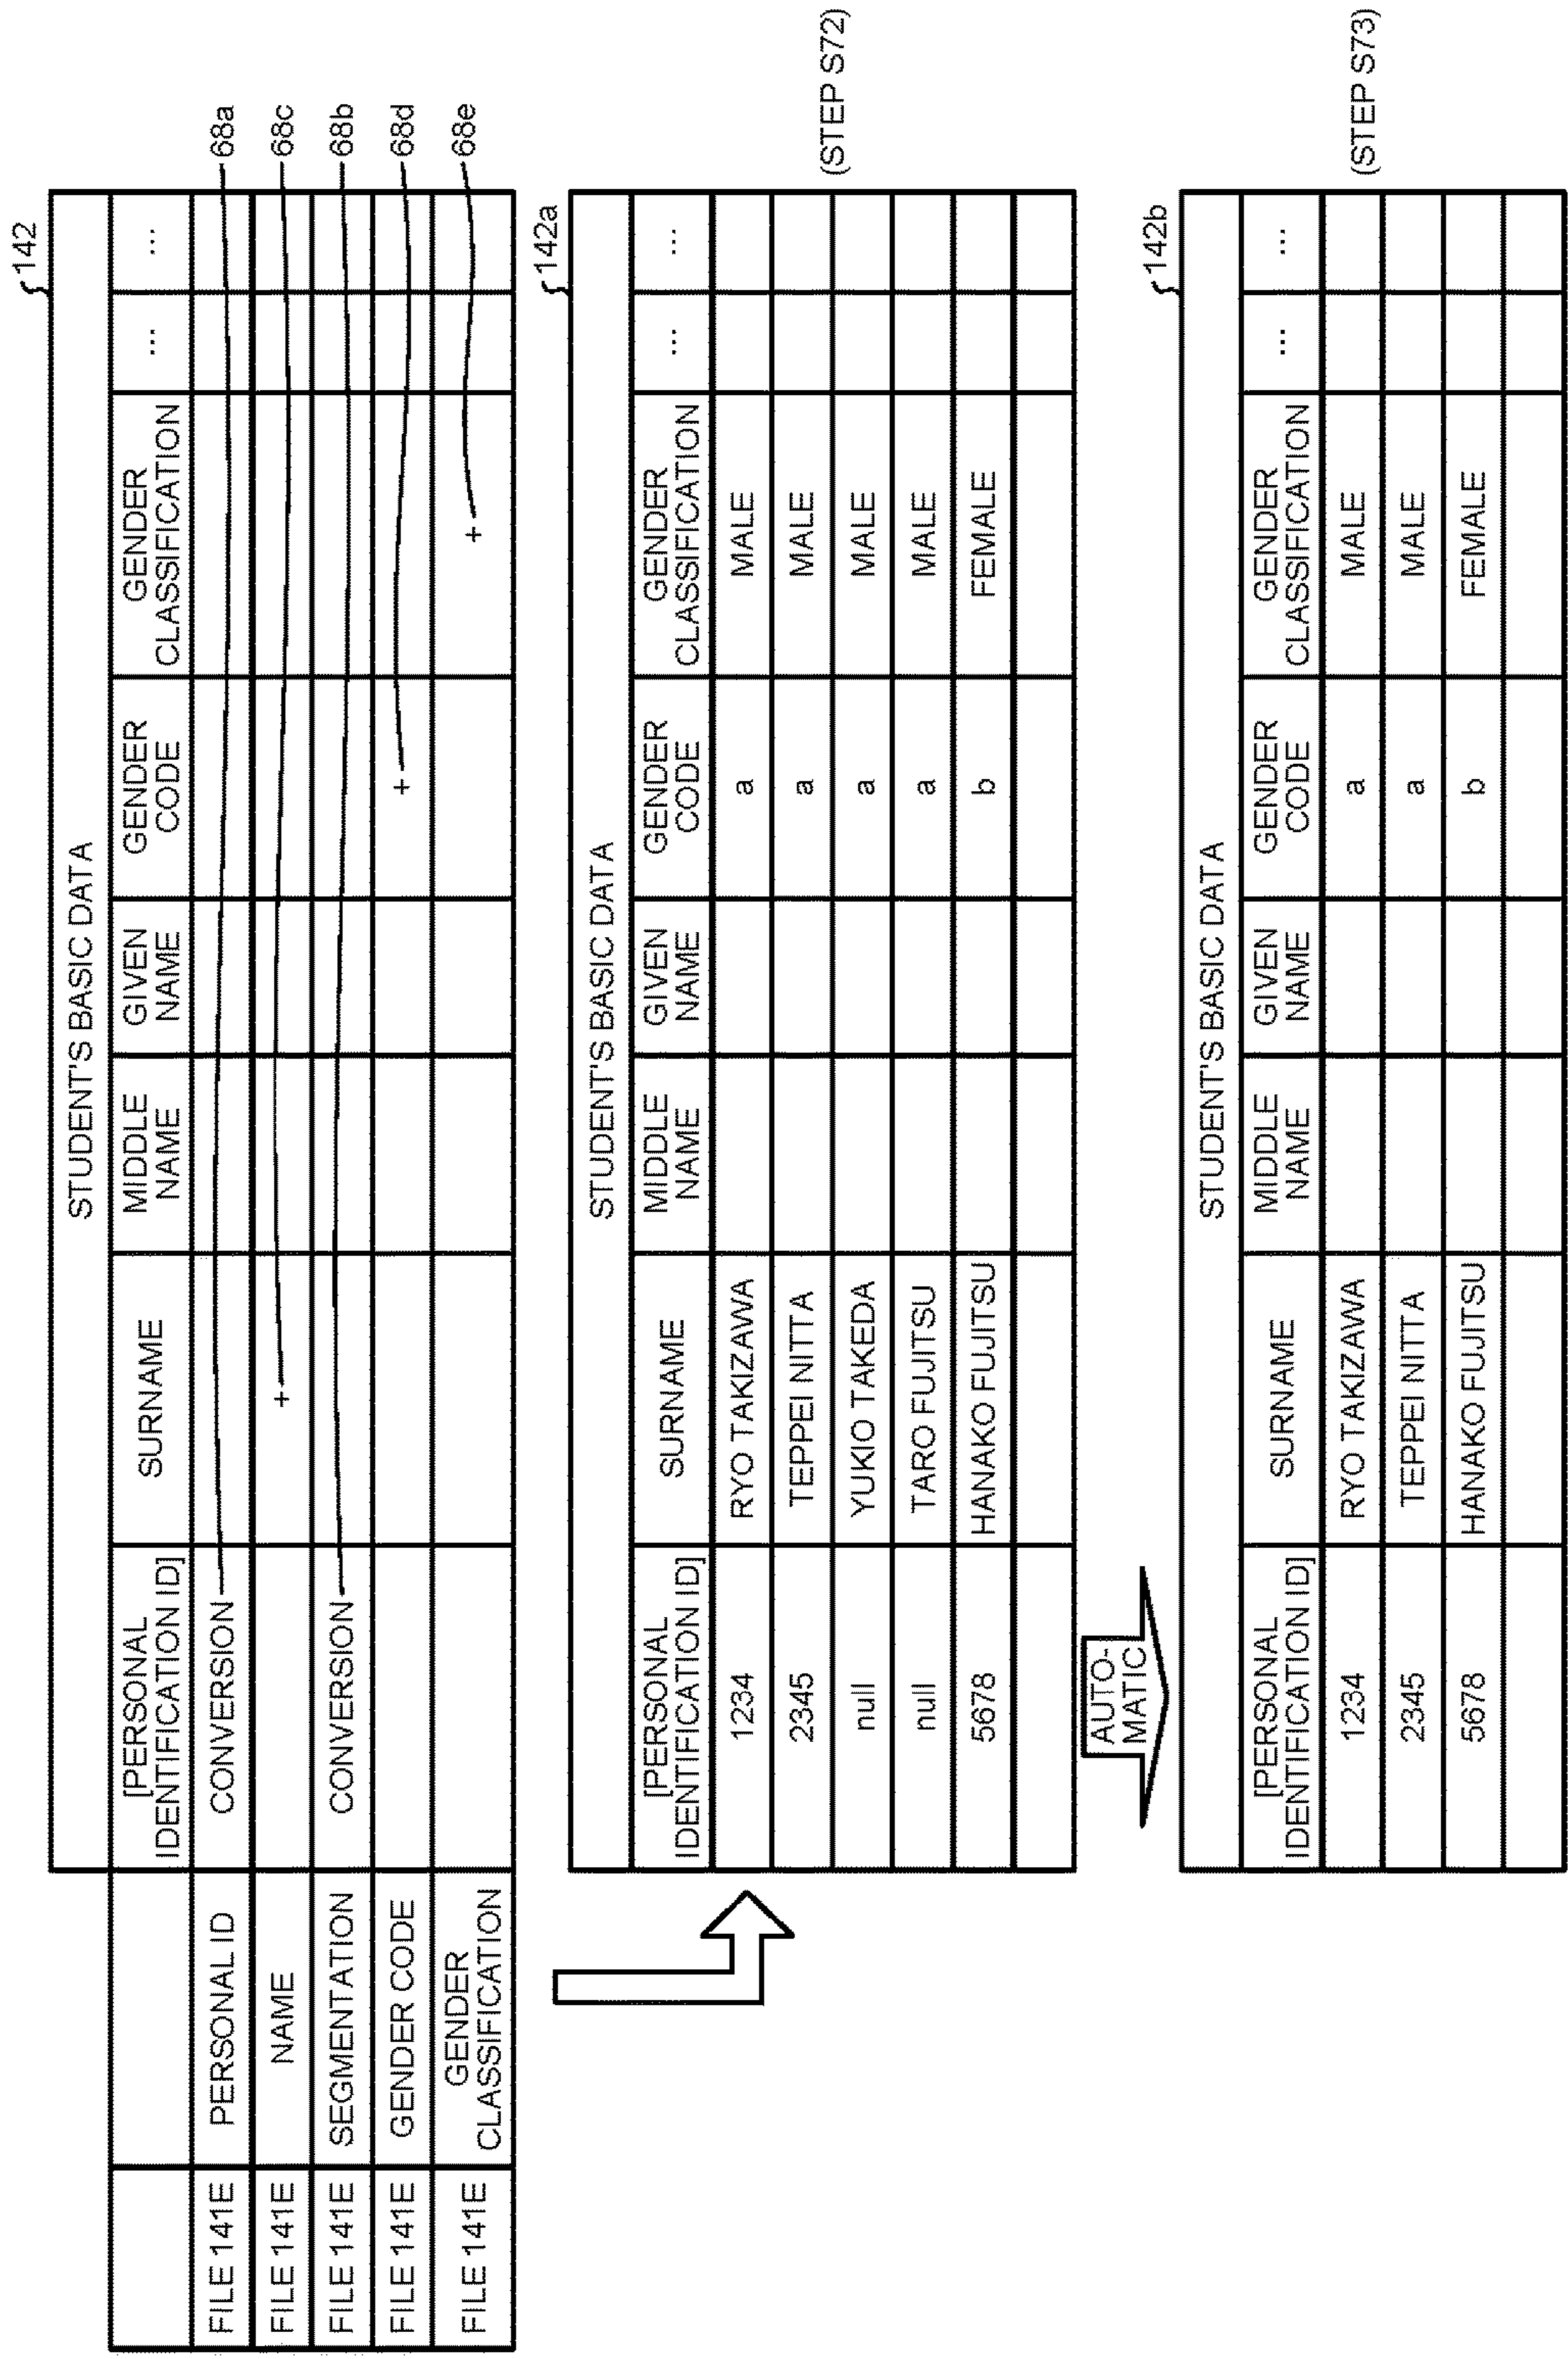 142
STUDENT'S BASIC DATA
[PERSONAL
IDENTIFICATION ID]
SURNAME
MIDDLE
NAME
GIVEN
NAME
GENDER
CODE
GENDER
CLASSIFICATION
...
...
FILE 141E PERSONAL ID CONVERSION 68a
FILE 141E NAME + 68c
FILE 141E SEGMENTATION CONVERSION 68b
FILE 141E GENDER CODE + 68d
FILE 141E GENDER
CLASSIFICATION + 68e
142a
STUDENT'S BASIC DATA
[PERSONAL
IDENTIFICATION ID]
SURNAME
MIDDLE
NAME
GIVEN
NAME
GENDER
CODE
GENDER
CLASSIFICATION
...
...
1234 RYO TAKIZAWA a MALE
2345 TEPPEI NITTA a MALE
null YUKIO TAKEDA a MALE
null TARO FUJITSU a MALE
5678 HANAKO FUJITSU b FEMALE
(STEP S72)
AUTO-
MATIC
142b
STUDENT'S BASIC DATA
[PERSONAL
IDENTIFICATION ID]
SURNAME
MIDDLE
NAME
GIVEN
NAME
GENDER
CODE
GENDER
CLASSIFICATION
...
...
1234 RYO TAKIZAWA a MALE
2345 TEPPEI NITTA a MALE
5678 HANAKO FUJITSU b FEMALE
(STEP S73)